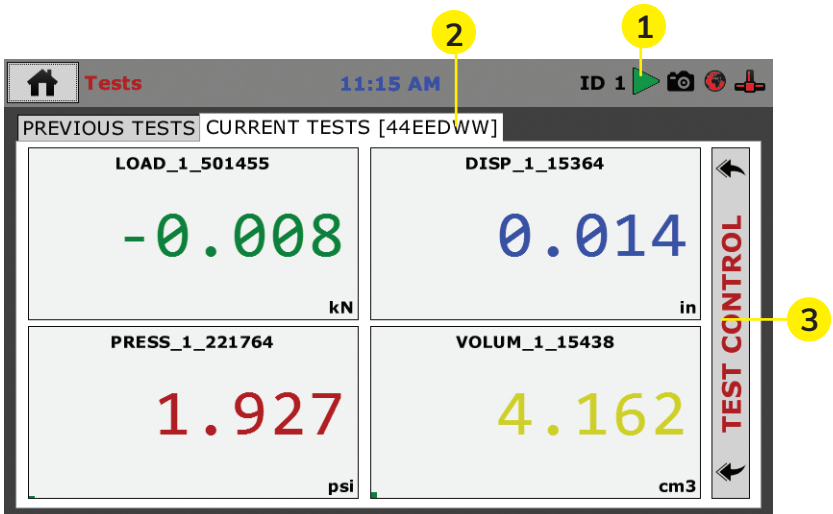 2
1
Tests
11:15 AM
ID 1
PREVIOUS TESTS
CURRENT TESTS [44EEDWW]
LOAD_1_501455
-0.008
kN
DISP_1_15364
0.014
in
TEST CONTROL
3
PRESS_1_221764
1.927
psi
VOLUM_1_15438
4.162
cm3